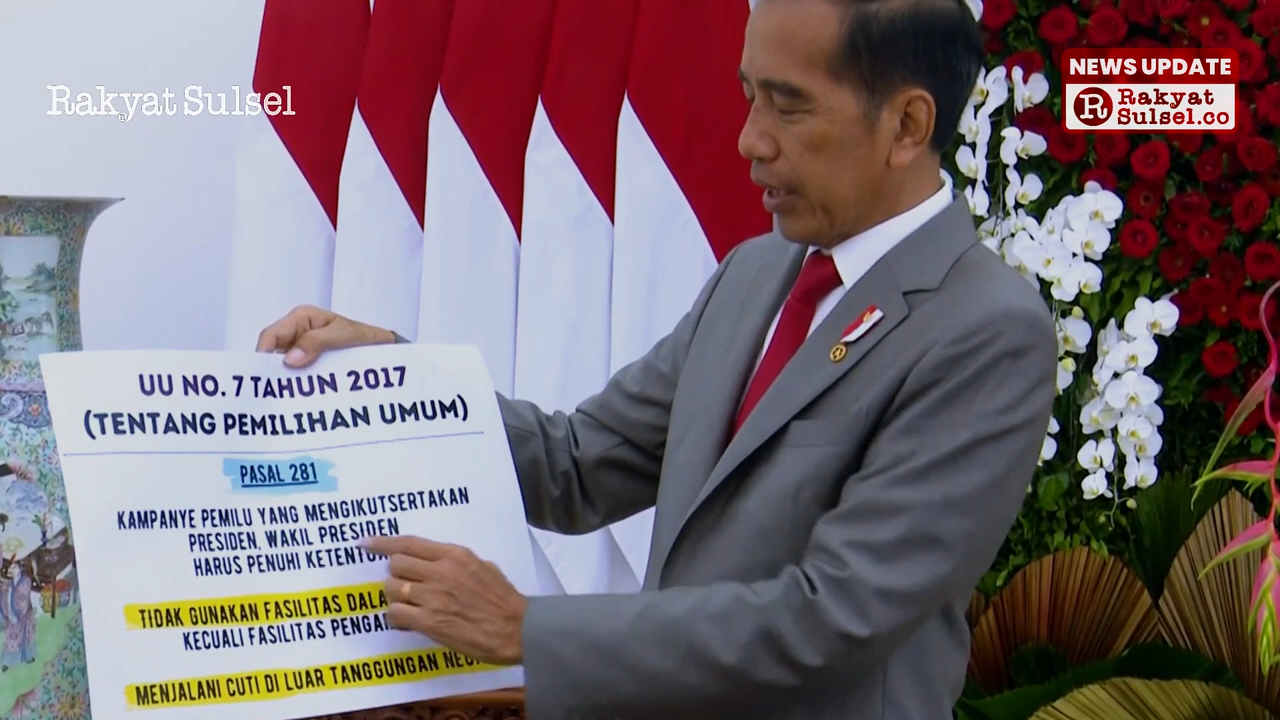 Rakyat Sulsel
NEWS UPDATE
R Rakyat
Sulsel.co
UU NO. 7 TAHUN 2017
(TENTANG PEMILIHAN UMUM)
PASAL 281
KAMPANYE PEMILU YANG MENGIKUTSERTAKAN
PRESIDEN, WAKIL PRESIDEN
HARUS PENUHI
TIDAK GUNAKAN FASILITAS
KECUALI FASILITAS
MENJALANI CUTI DI LUAR TANGGUNGAN